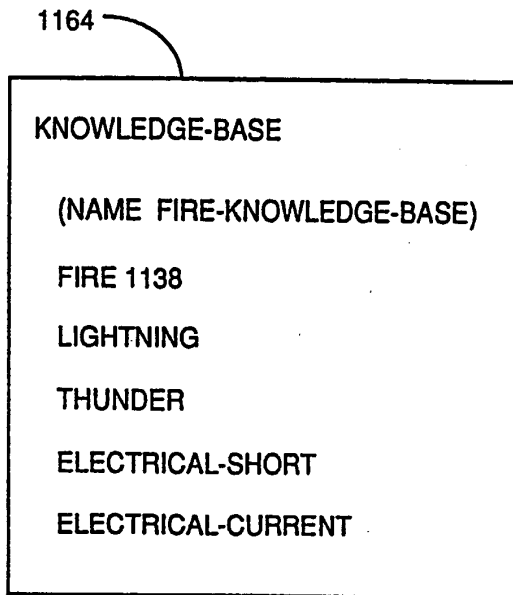 1164
KNOWLEDGE-BASE
(NAME FIRE-KNOWLEDGE-BASE)
FIRE 1138
LIGHTNING
THUNDER
ELECTRICAL-SHORT
ELECTRICAL-CURRENT